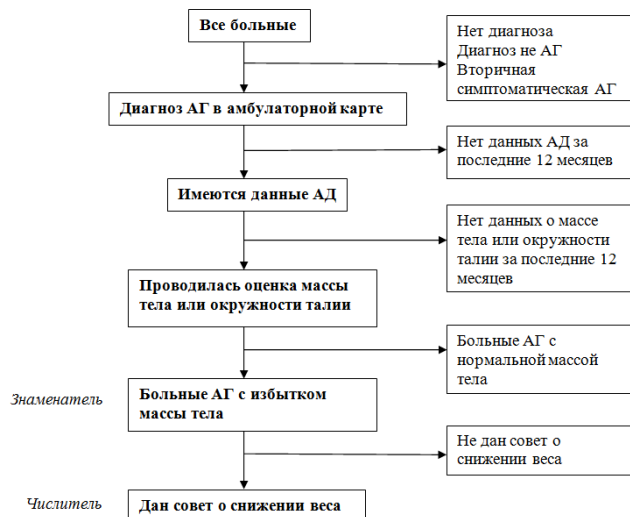 Все больные
Нет диагноза
Диагноз не АГ
Вторичная
симптоматическая АГ
Диагноз АГ в амбулаторной карте
Нет данных АД за
последние 12 месяцев
Имеются данные АД
Нет данных о массе
тела или окружности
талии за последние 12
месяцев
Проводилась оценка массы
тела или окружности талии
Больные АГ с
нормальной массой
тела
Знаменатель
Больные АГ с избытком
массы тела
Не дан совет о
снижении веса
Числитель
Дан совет о снижении веса